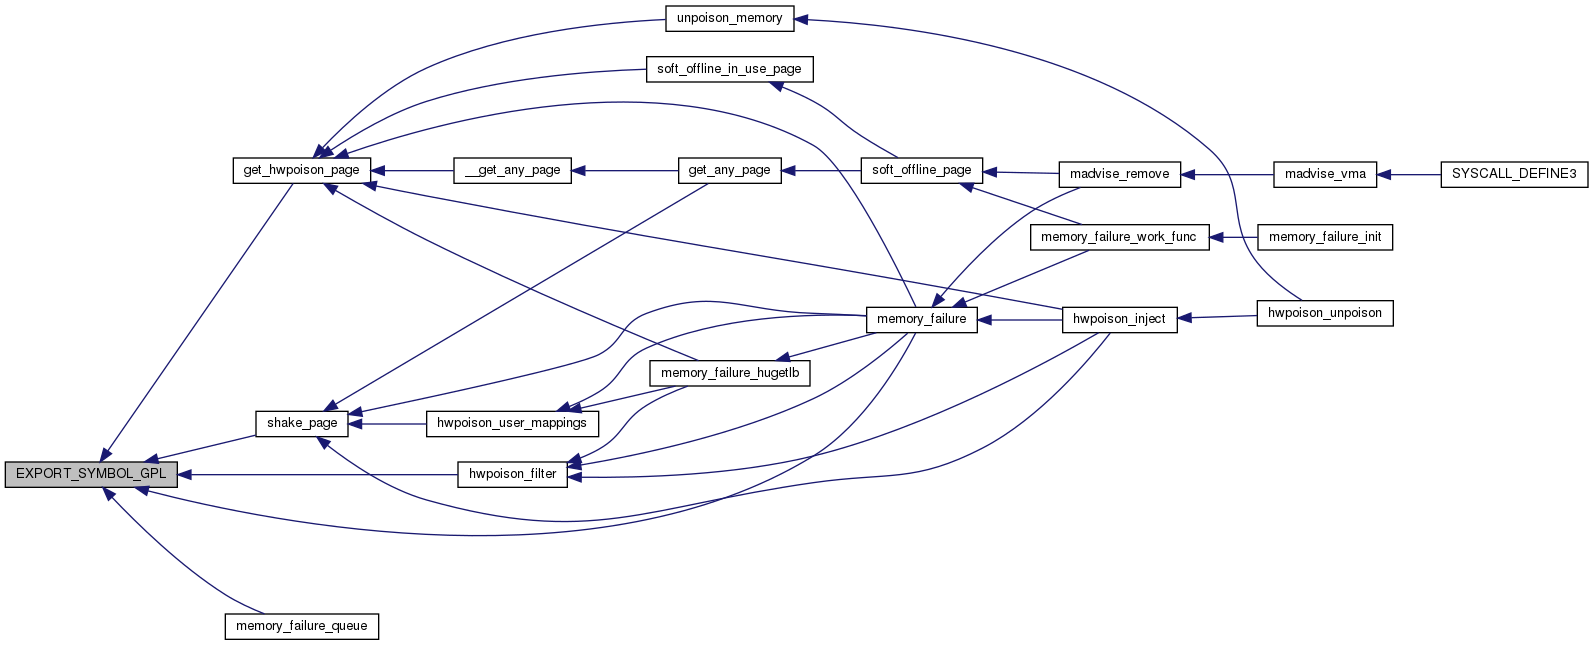 unpoison_memory
soft_offline_in_use_page
get_hwpoison_page
__get_any_page
get_any_page
soft_offline_page
madvise_remove
madvise_vma
SYSCALL_DEFINE3
memory_failure_work_func
memory_failure_init
memory_failure
hwpoison_inject
hwpoison_unpoison
memory_failure_hugetlb
shake_page
hwpoison_user_mappings
EXPORT_SYMBOL_GPL
hwpoison_filter
memory_failure_queue